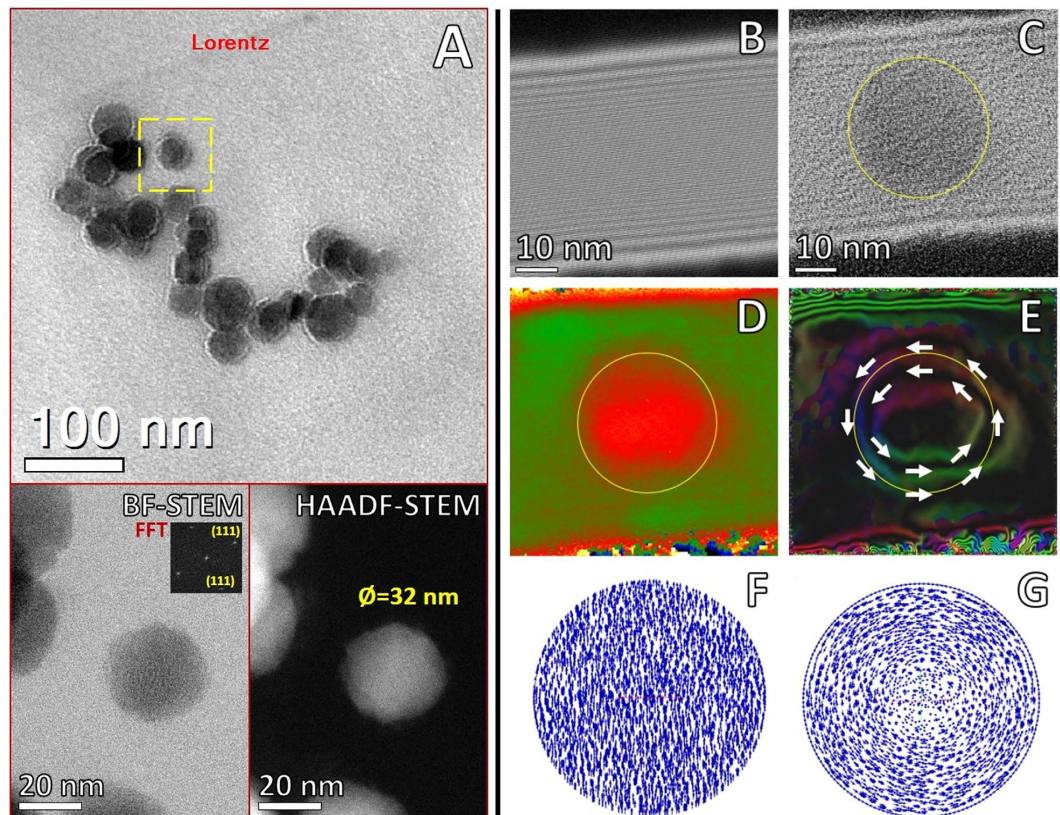 Lorentz
A
100 nm
BF-STEM
FFT
(111)
(111)
20 nm
HAADF-STEM
Ø=32 nm
20 nm
B
10 nm
C
10 nm
D
E
F
G